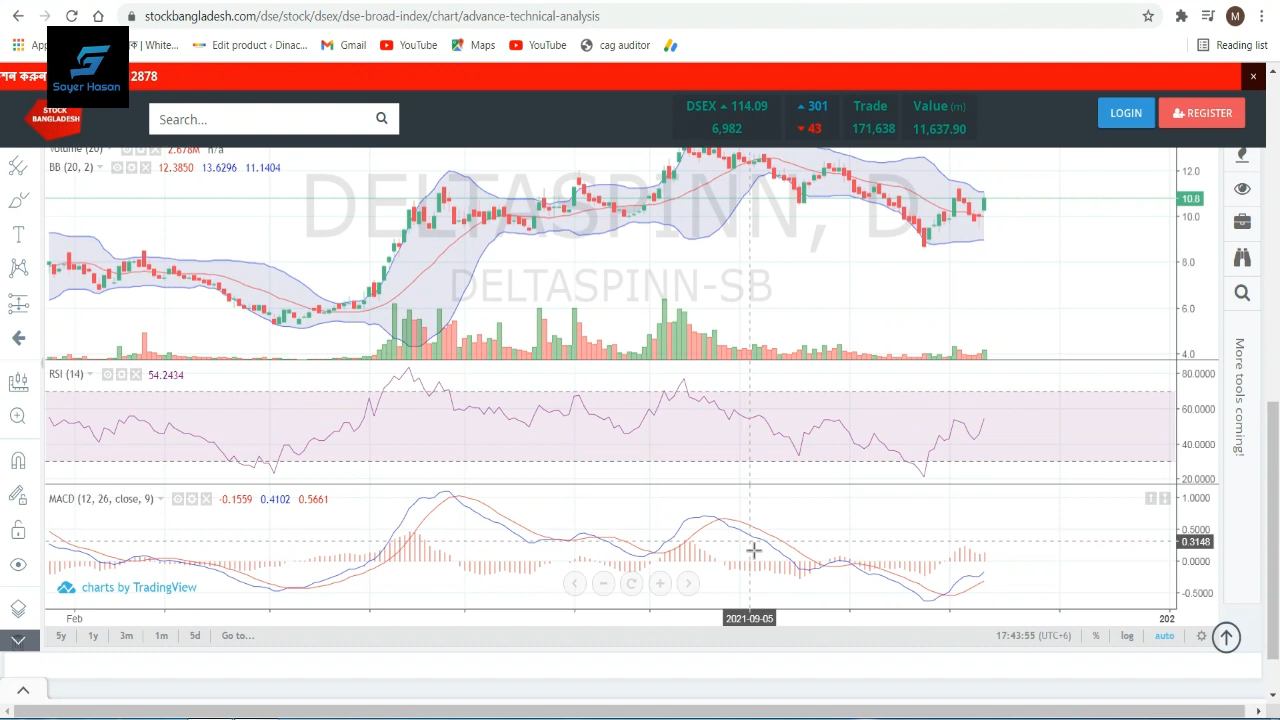 stockbangladesh.com/dse/stock/dsex/dse-broad-index/chart/advance-technical-analysis
M
White... Edit product (Dinac... Gmail YouTube Maps YouTube cag auditor Reading list
Sayer Hasan
2878
STOCK BANGLADESH
Search...
DSEX 114.09 301 Trade Value (m)
6,982 43 171,638 11,637.90
LOGIN REGISTER
Volume (20) 2.678M n/a
BB (20, 2) 12.3850 13.6296 11.1404
DELTASPINN, D
DELTASPINN-SB
12.0
10.8
10.0
8.0
6.0
4.0
RSI (14) 54.2434
80.0000
60.0000
40.0000
20.0000
MACD (12, 26, close, 9) -0.1559 0.4102 0.5661
1.0000
0.5000
0.3148
0.0000
-0.5000
charts by TradingView
Feb 2021-09-05 202
5y 1y 3m 1m 5d Go to... 17:43:55 (UTC+6) % log auto
More tools coming!